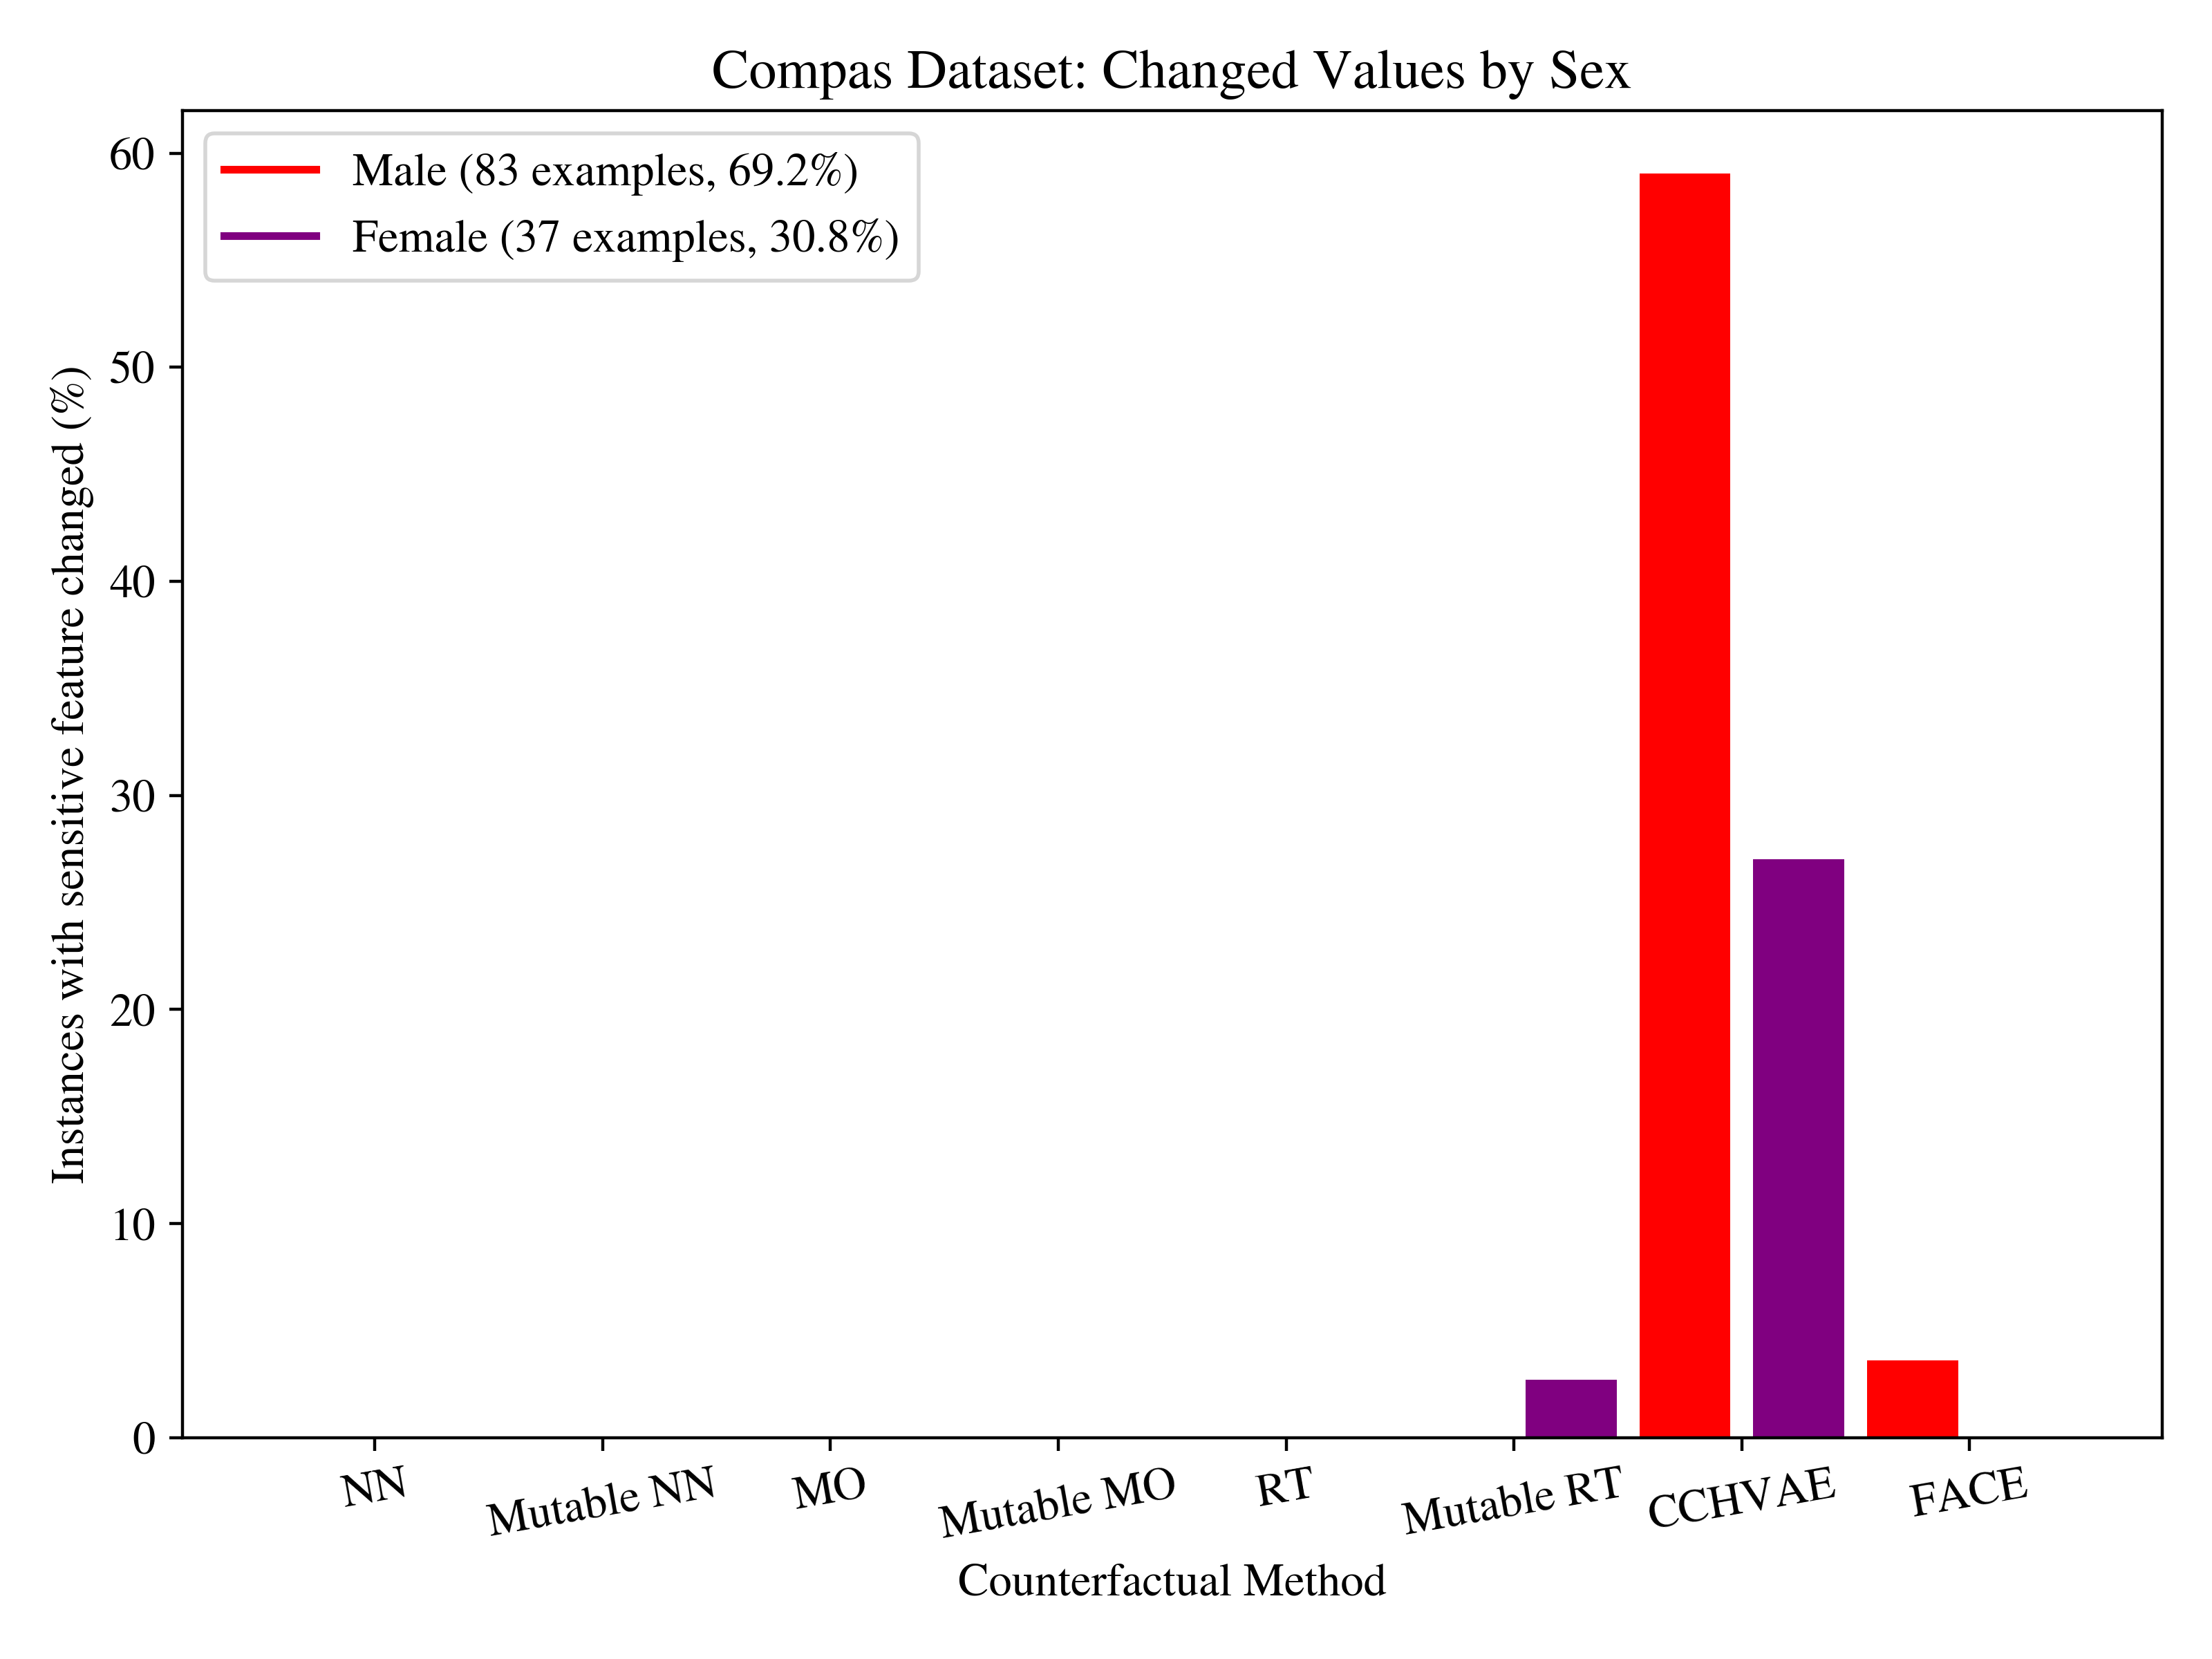 Compas Dataset: Changed Values by Sex
Male (83 examples, 69.2%)
Female (37 examples, 30.8%)
Instances with sensitive feature changed (%)
60
50
40
30
20
10
0
NN
Mutable NN
MO
Mutable MO
RT
Mutable RT
CCHVAE
FACE
Counterfactual Method